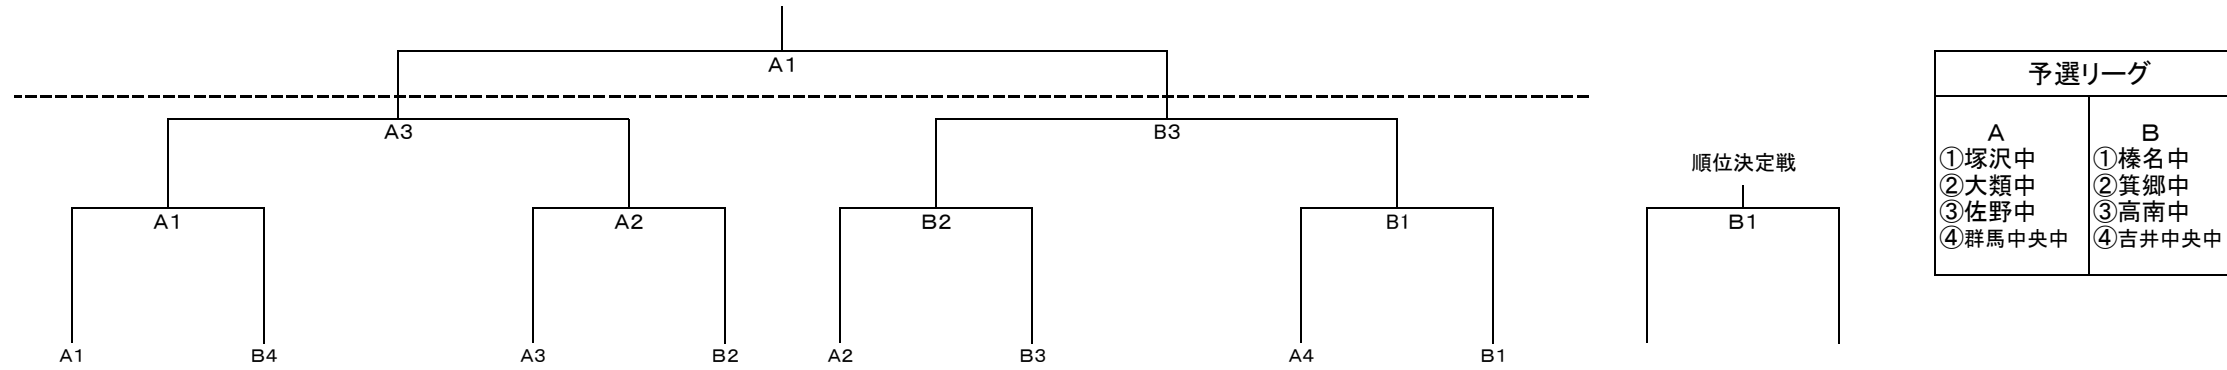 A1
A3
B3
A1
A2
B2
B1
A1
B4
A3
B2
A2
B3
A4
B1
順位決定戦
B1
予選リーグ
A
①塚沢中
②大類中
③佐野中
④群馬中央中
B
①榛名中
②箕郷中
③高南中
④吉井中央中